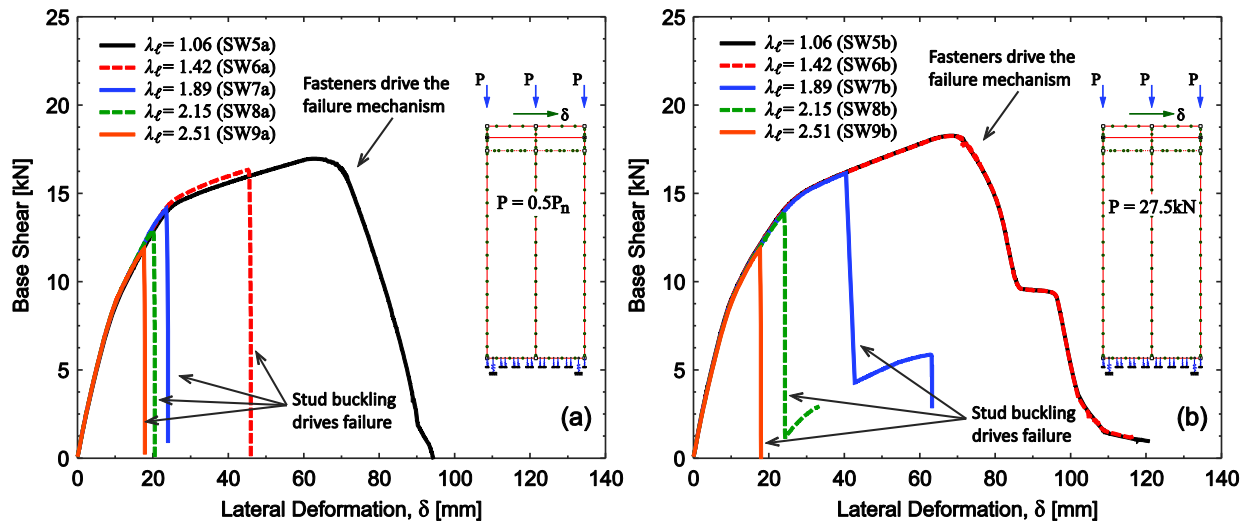 25
20
15
10
5
0
Base Shear [kN]
λℓ = 1.06 (SW5a)
λℓ = 1.42 (SW6a)
λℓ = 1.89 (SW7a)
λℓ = 2.15 (SW8a)
λℓ = 2.51 (SW9a)
Fasteners drive the
failure mechanism
P P P
δ
P = 0.5Pn
Stud buckling
drives failure
(a)
0 20 40 60 80 100 120 140
Lateral Deformation, δ [mm]
25
20
15
10
5
0
Base Shear [kN]
λℓ = 1.06 (SW5b)
λℓ = 1.42 (SW6b)
λℓ = 1.89 (SW7b)
λℓ = 2.15 (SW8b)
λℓ = 2.51 (SW9b)
Fasteners drive the
failure mechanism
P P P
δ
P = 27.5kN
Stud buckling
drives failure
(b)
0 20 40 60 80 100 120 140
Lateral Deformation, δ [mm]